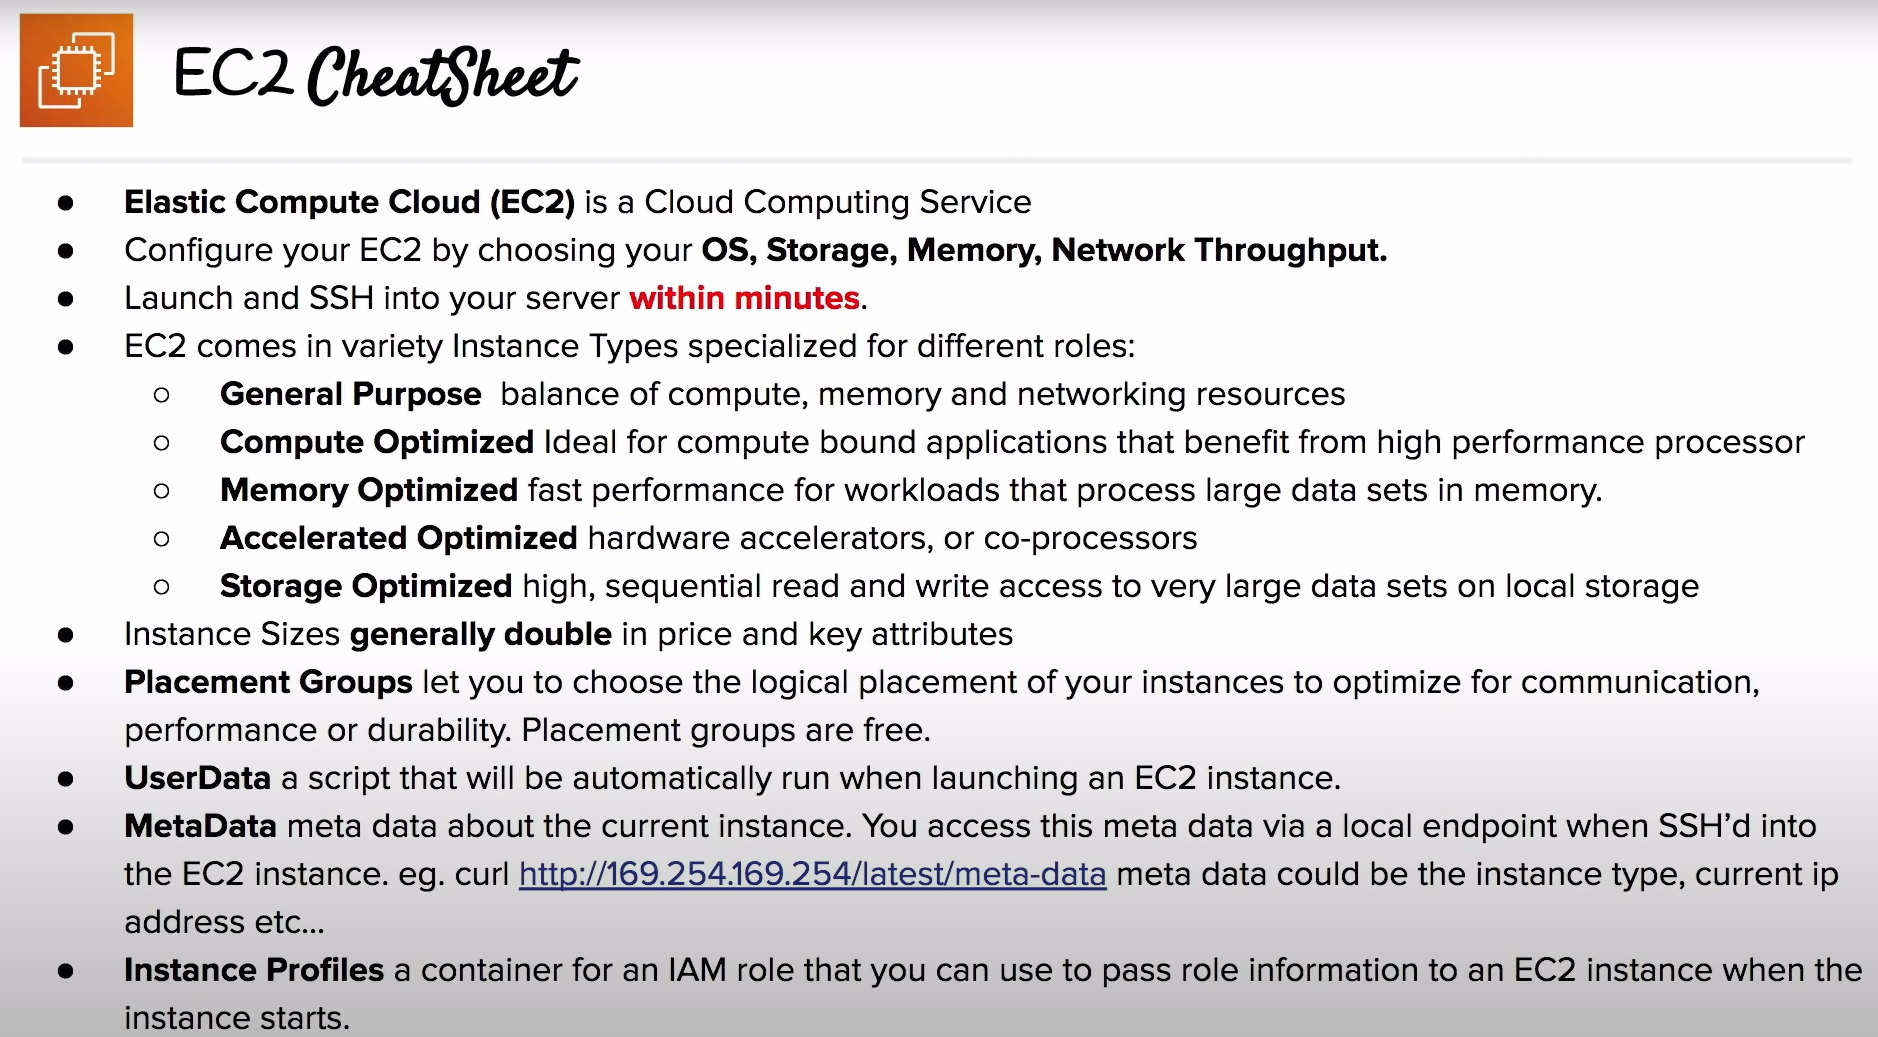 EC2 CheatSheet
● Elastic Compute Cloud (EC2) is a Cloud Computing Service
● Configure your EC2 by choosing your OS, Storage, Memory, Network Throughput.
● Launch and SSH into your server within minutes.
● EC2 comes in variety Instance Types specialized for different roles:
○ General Purpose  balance of compute, memory and networking resources
○ Compute Optimized Ideal for compute bound applications that benefit from high performance processor
○ Memory Optimized fast performance for workloads that process large data sets in memory.
○ Accelerated Optimized hardware accelerators, or co-processors
○ Storage Optimized high, sequential read and write access to very large data sets on local storage
● Instance Sizes generally double in price and key attributes
● Placement Groups let you to choose the logical placement of your instances to optimize for communication,
performance or durability. Placement groups are free.
● UserData a script that will be automatically run when launching an EC2 instance.
● MetaData meta data about the current instance. You access this meta data via a local endpoint when SSH’d into
the EC2 instance. eg. curl http://169.254.169.254/latest/meta-data meta data could be the instance type, current ip
address etc…
● Instance Profiles a container for an IAM role that you can use to pass role information to an EC2 instance when the
instance starts.